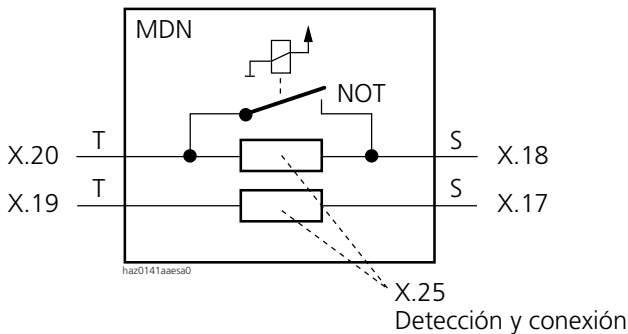 MDN
NOT
X.20 T S X.18
X.19 T S X.17
haz0141aaesa0
X.25
Detección y conexión